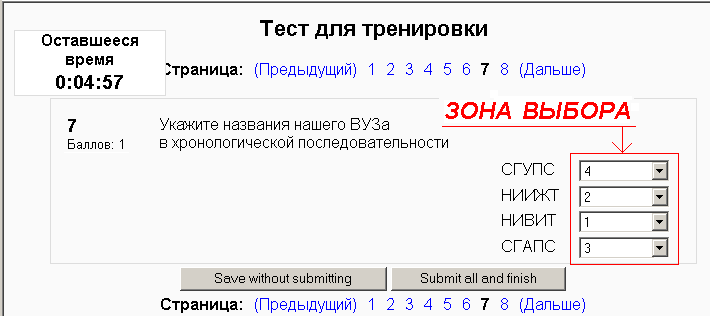 Тест для тренировки
Оставшееся
время
0:04:57
Страница: (Предыдущий) 1 2 3 4 5 6 7 8 (Дальше)
ЗОНА ВЫБОРА
7
Баллов: 1
Укажите названия нашего ВУЗа
в хронологической последовательности
СГУПС 4
НИИЖТ 2
НИВИТ 1
СГАПС 3
Save without submitting Submit all and finish
Страница: (Предыдущий) 1 2 3 4 5 6 7 8 (Дальше)